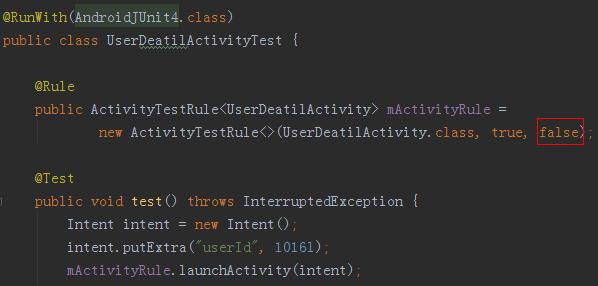 @RunWith(AndroidJUnit4.class)
public class UserDeatilActivityTest {
@Rule
public ActivityTestRule<UserDeatilActivity> mActivityRule =
new ActivityTestRule<>(UserDeatilActivity.class, true, false);
@Test
public void test() throws InterruptedException {
Intent intent = new Intent();
intent.putExtra("userId", 1016l);
mActivityRule.launchActivity(intent);